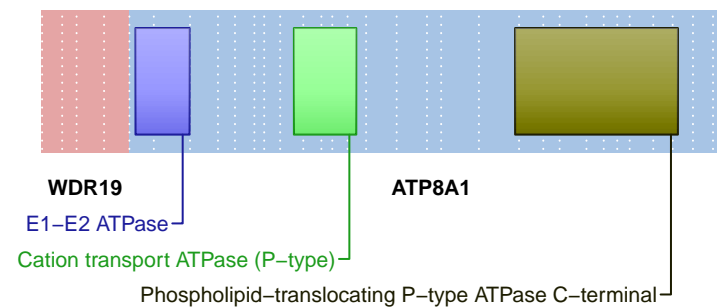 WDR19 ATP8A1
E1−E2 ATPase
Cation transport ATPase (P−type)
Phospholipid−translocating P−type ATPase C−terminal